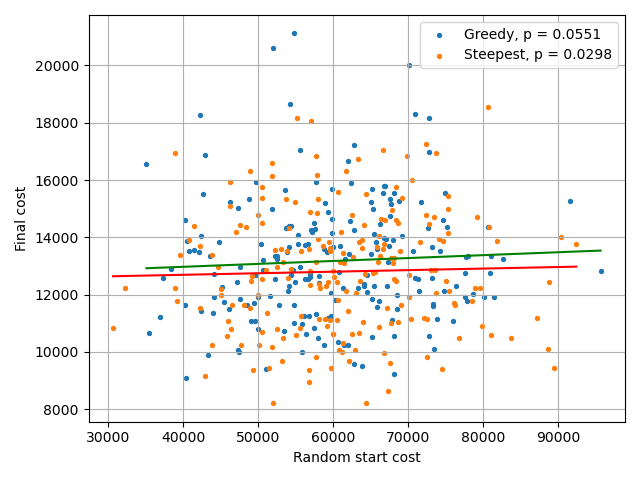 Greedy, p = 0.0551
Steepest, p = 0.0298
20000
18000
16000
14000
12000
10000
8000
Final cost
30000 40000 50000 60000 70000 80000 90000
Random start cost